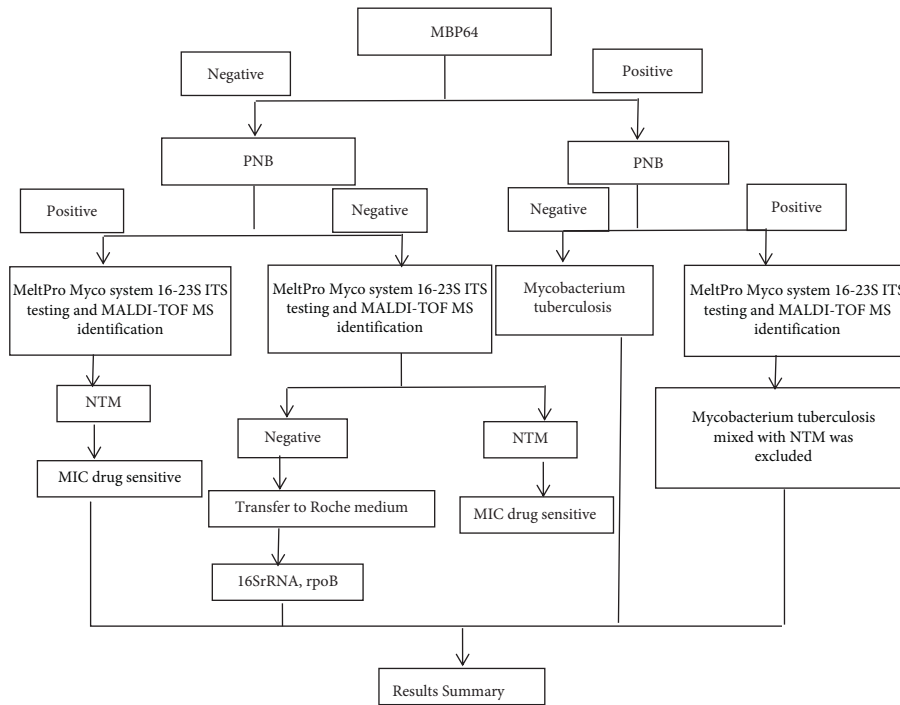 MBP64
Negative
Positive
PNB
PNB
Positive
Negative
Negative
Positive
MeltPro Myco system 16-23S ITS
testing and MALDI-TOF MS
identification
MeltPro Myco system 16-23S ITS
testing and MALDI-TOF MS
identification
Mycobacterium
tuberculosis
MeltPro Myco system 16-23S ITS
testing and MALDI-TOF MS
identification
NTM
Negative
NTM
Mycobacterium tuberculosis
mixed with NTM was
excluded
MIC drug sensitive
Transfer to Roche medium
MIC drug sensitive
16SrRNA, rpoB
Results Summary